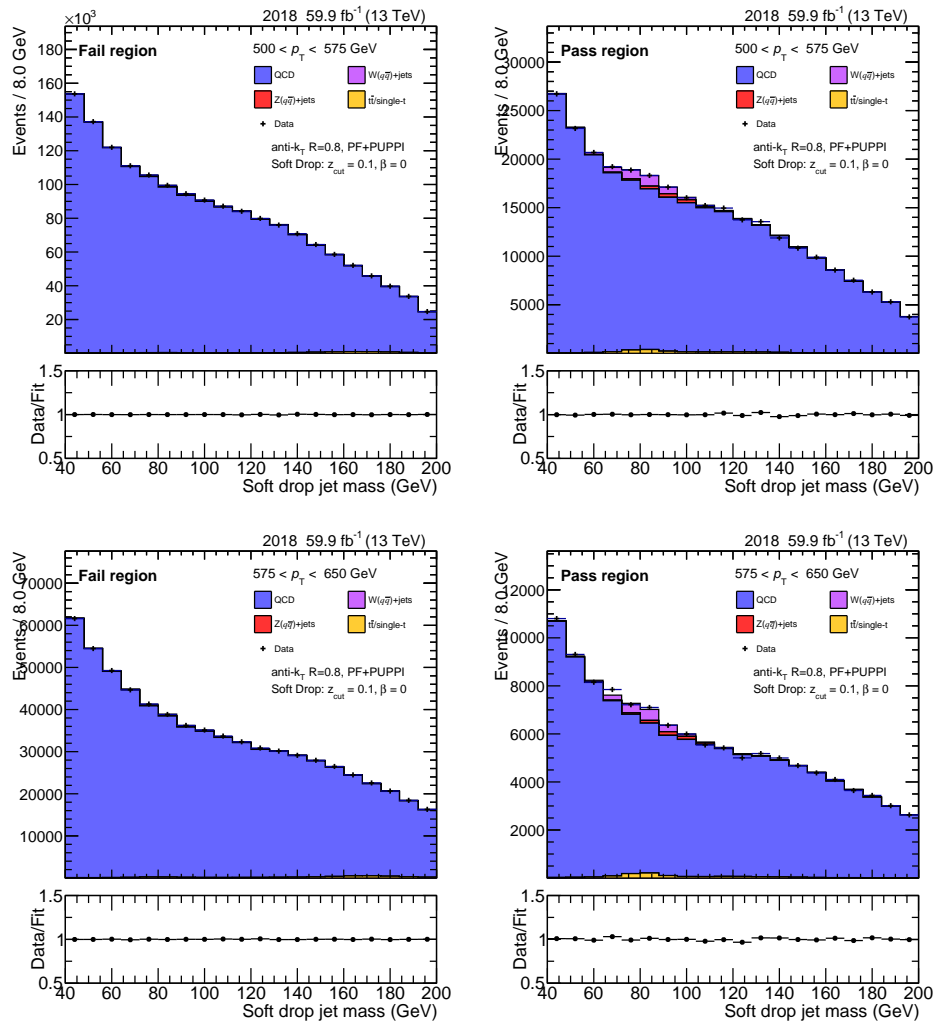 2018 59.9 fb-1 (13 TeV)
×10³
Events / 8.0 GeV
Fail region
500 < pT < 575 GeV
QCD
W(qq̅)+jets
Z(qq̅)+jets
tt̅/single-t
Data
anti-kT R=0.8, PF+PUPPI
Soft Drop: zcut = 0.1, β = 0
180
160
140
120
100
80
60
40
20
Data/Fit
1.5
1
0.5
40 60 80 100 120 140 160 180 200
Soft drop jet mass (GeV)
2018 59.9 fb-1 (13 TeV)
Events / 8.0 GeV
Pass region
500 < pT < 575 GeV
QCD
W(qq̅)+jets
Z(qq̅)+jets
tt̅/single-t
Data
anti-kT R=0.8, PF+PUPPI
Soft Drop: zcut = 0.1, β = 0
30000
25000
20000
15000
10000
5000
Data/Fit
1.5
1
0.5
40 60 80 100 120 140 160 180 200
Soft drop jet mass (GeV)
2018 59.9 fb-1 (13 TeV)
Events / 8.0 GeV
Fail region
575 < pT < 650 GeV
QCD
W(qq̅)+jets
Z(qq̅)+jets
tt̅/single-t
Data
anti-kT R=0.8, PF+PUPPI
Soft Drop: zcut = 0.1, β = 0
70000
60000
50000
40000
30000
20000
10000
Data/Fit
1.5
1
0.5
40 60 80 100 120 140 160 180 200
Soft drop jet mass (GeV)
2018 59.9 fb-1 (13 TeV)
Events / 8.0 GeV
Pass region
575 < pT < 650 GeV
QCD
W(qq̅)+jets
Z(qq̅)+jets
tt̅/single-t
Data
anti-kT R=0.8, PF+PUPPI
Soft Drop: zcut = 0.1, β = 0
12000
10000
8000
6000
4000
2000
Data/Fit
1.5
1
0.5
40 60 80 100 120 140 160 180 200
Soft drop jet mass (GeV)